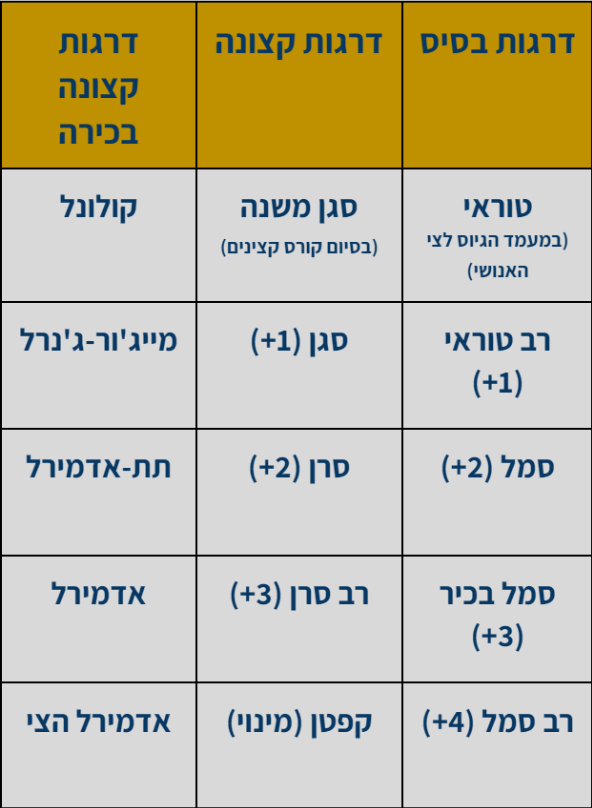 דרגות בסיס
דרגות קצונה
דרגות
קצונה
בכירה
טוראי
(במעמד הגיוס לצי
האנושי)
סגן משנה
(בסיום קורס קצינים)
קולונל
רב טוראי
(+1)
סגן (+1)
מייג'ור-ג'נרל
סמל (+2)
סרן (+2)
תת-אדמירל
סמל בכיר
(+3)
רב סרן (+3)
אדמירל
רב סמל (+4)
קפטן (מינוי)
אדמירל הצי